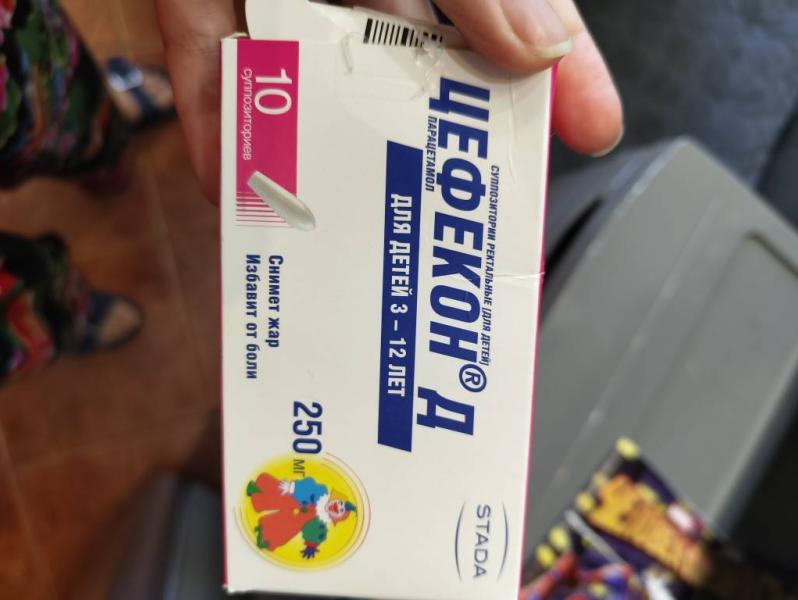 СУППОЗИТОРИИ РЕКТАЛЬНЫЕ [ДЛЯ ДЕТЕЙ]
ЦЕФЕКОН® Д
ПАРАЦЕТАМОЛ
ДЛЯ ДЕТЕЙ 3 – 12 ЛЕТ
STADA
10
суппозиториев
Снимет жар
Избавит от боли
250 МГ